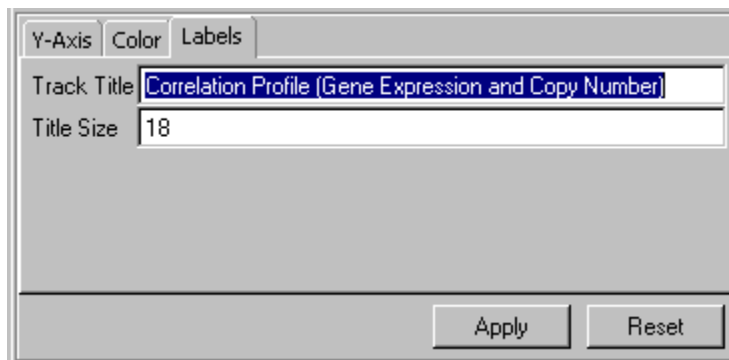 Y-Axis Color Labels
Track Title Correlation Profile (Gene Expression and Copy Number)
Title Size 18
Apply Reset